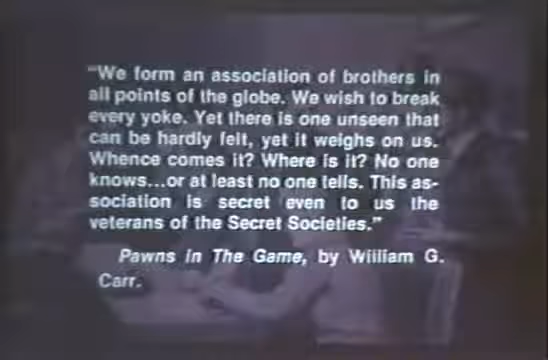 "We form an association of brothers in
all points of the globe. We wish to break
every yoke. Yet there is one unseen that
can be hardly felt, yet it weighs on us.
Whence comes it? Where is it? No one
knows...or at least no one tells. This as-
sociation is secret even to us the
veterans of the Secret Societies."
Pawns In The Game, by William G.
Carr.